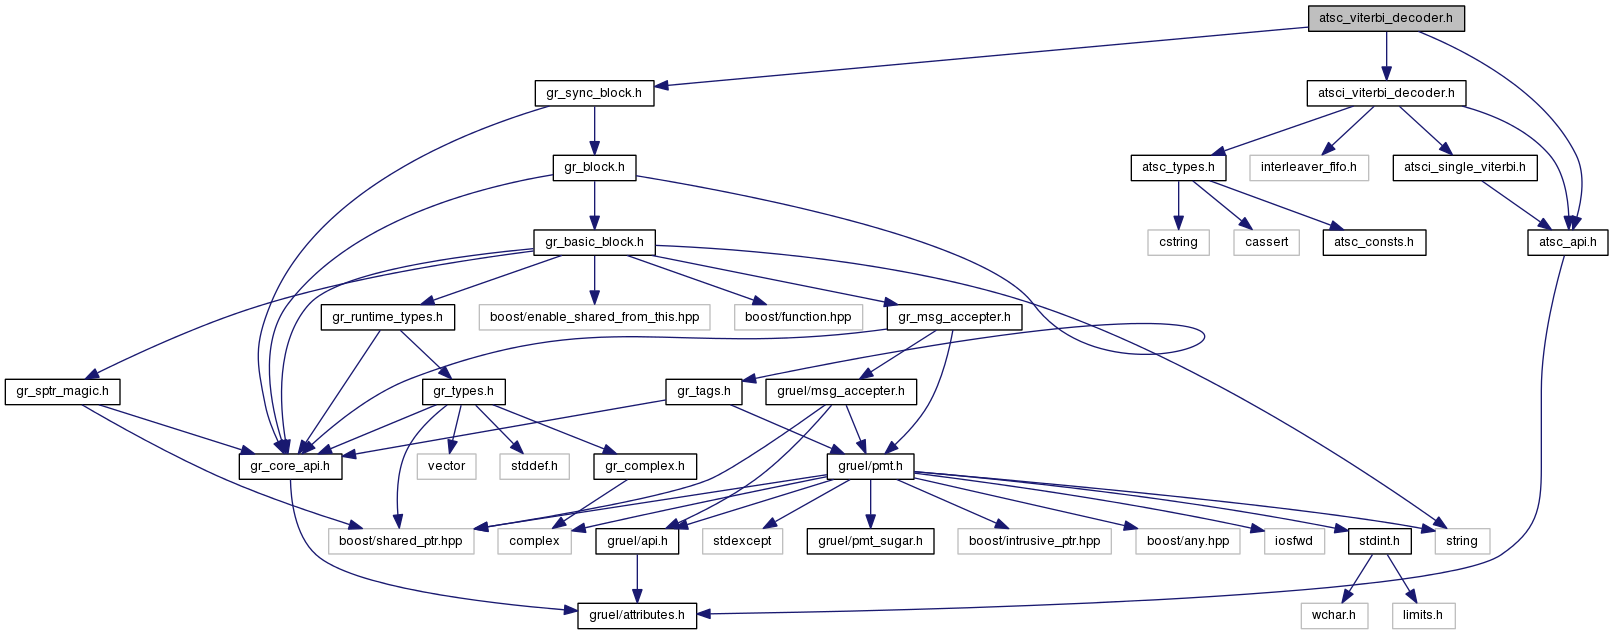 atsc_viterbi_decoder.h
gr_sync_block.h
atsci_viterbi_decoder.h
gr_block.h
atsc_types.h
interleaver_fifo.h
atsci_single_viterbi.h
gr_basic_block.h
cstring
cassert
atsc_consts.h
atsc_api.h
gr_runtime_types.h
boost/enable_shared_from_this.hpp
boost/function.hpp
gr_msg_accepter.h
gr_sptr_magic.h
gr_types.h
gr_tags.h
gruel/msg_accepter.h
gr_core_api.h
vector
stddef.h
gr_complex.h
gruel/pmt.h
boost/shared_ptr.hpp
complex
gruel/api.h
stdexcept
gruel/pmt_sugar.h
boost/intrusive_ptr.hpp
boost/any.hpp
iosfwd
stdint.h
string
gruel/attributes.h
wchar.h
limits.h